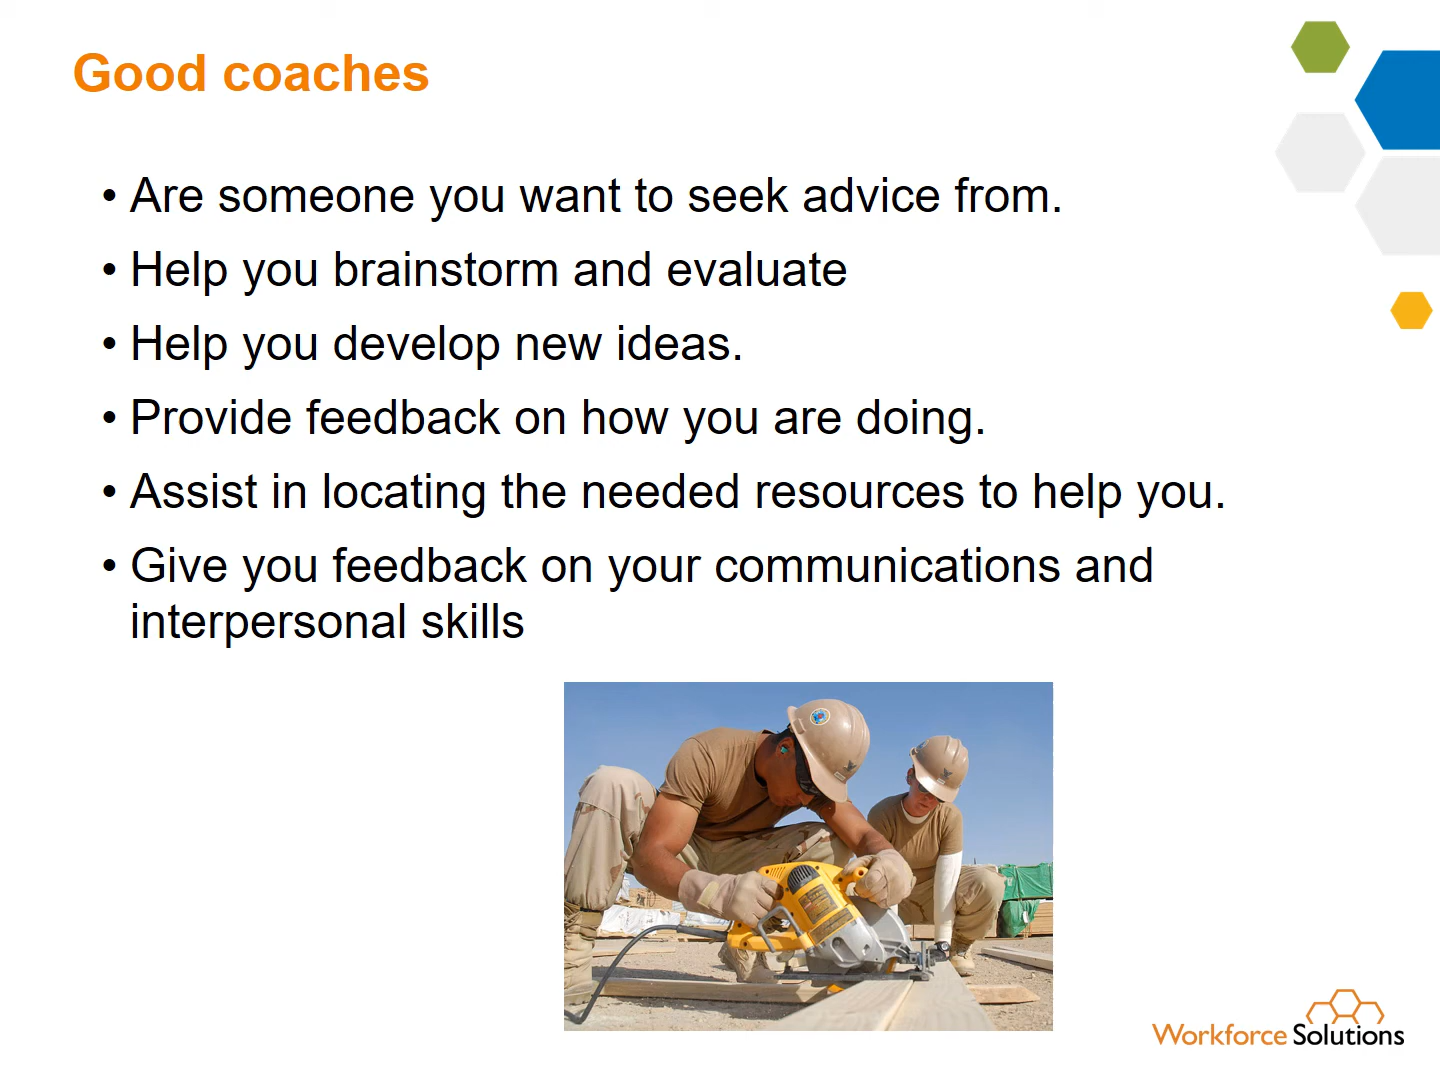 Good coaches
• Are someone you want to seek advice from.
• Help you brainstorm and evaluate
• Help you develop new ideas.
• Provide feedback on how you are doing.
• Assist in locating the needed resources to help you.
• Give you feedback on your communications and
interpersonal skills
Workforce Solutions